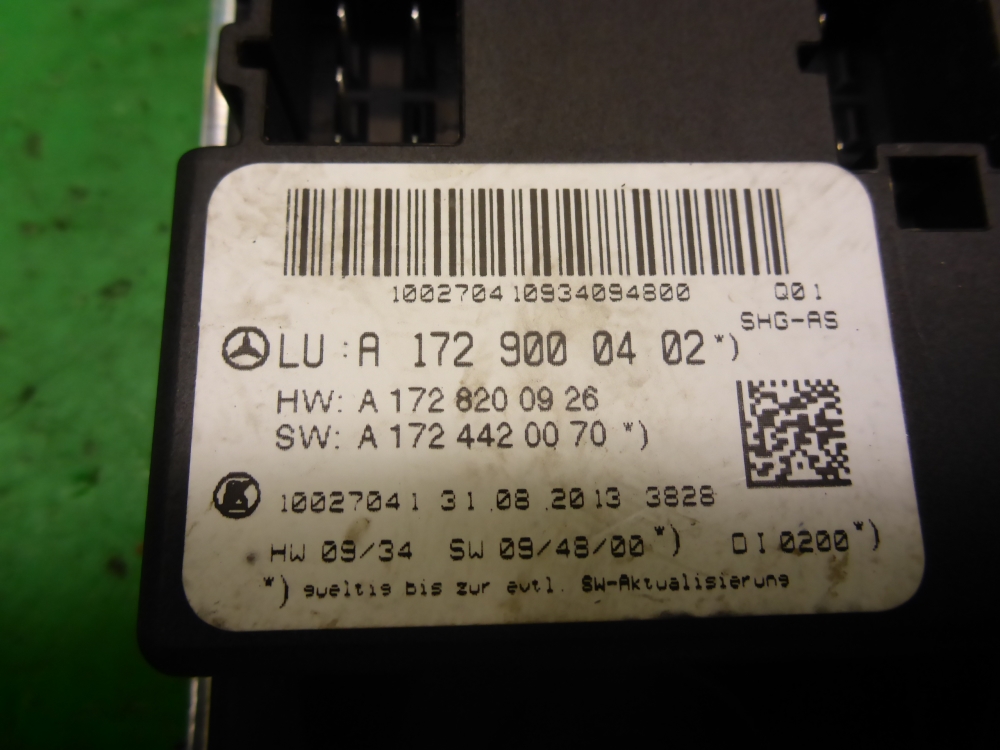 10027041 0934094800 Q01
SHG-AS
LU : A 172 900 04 02 *)
HW: A 172 820 09 26
SW: A 172 442 00 70 *)
K 10027041 31.08.2013 3828
HW 09/34 SW 09/48/00 *) DI 0200 *)
*) gueltig bis zur evtl. SW-Aktualisierung